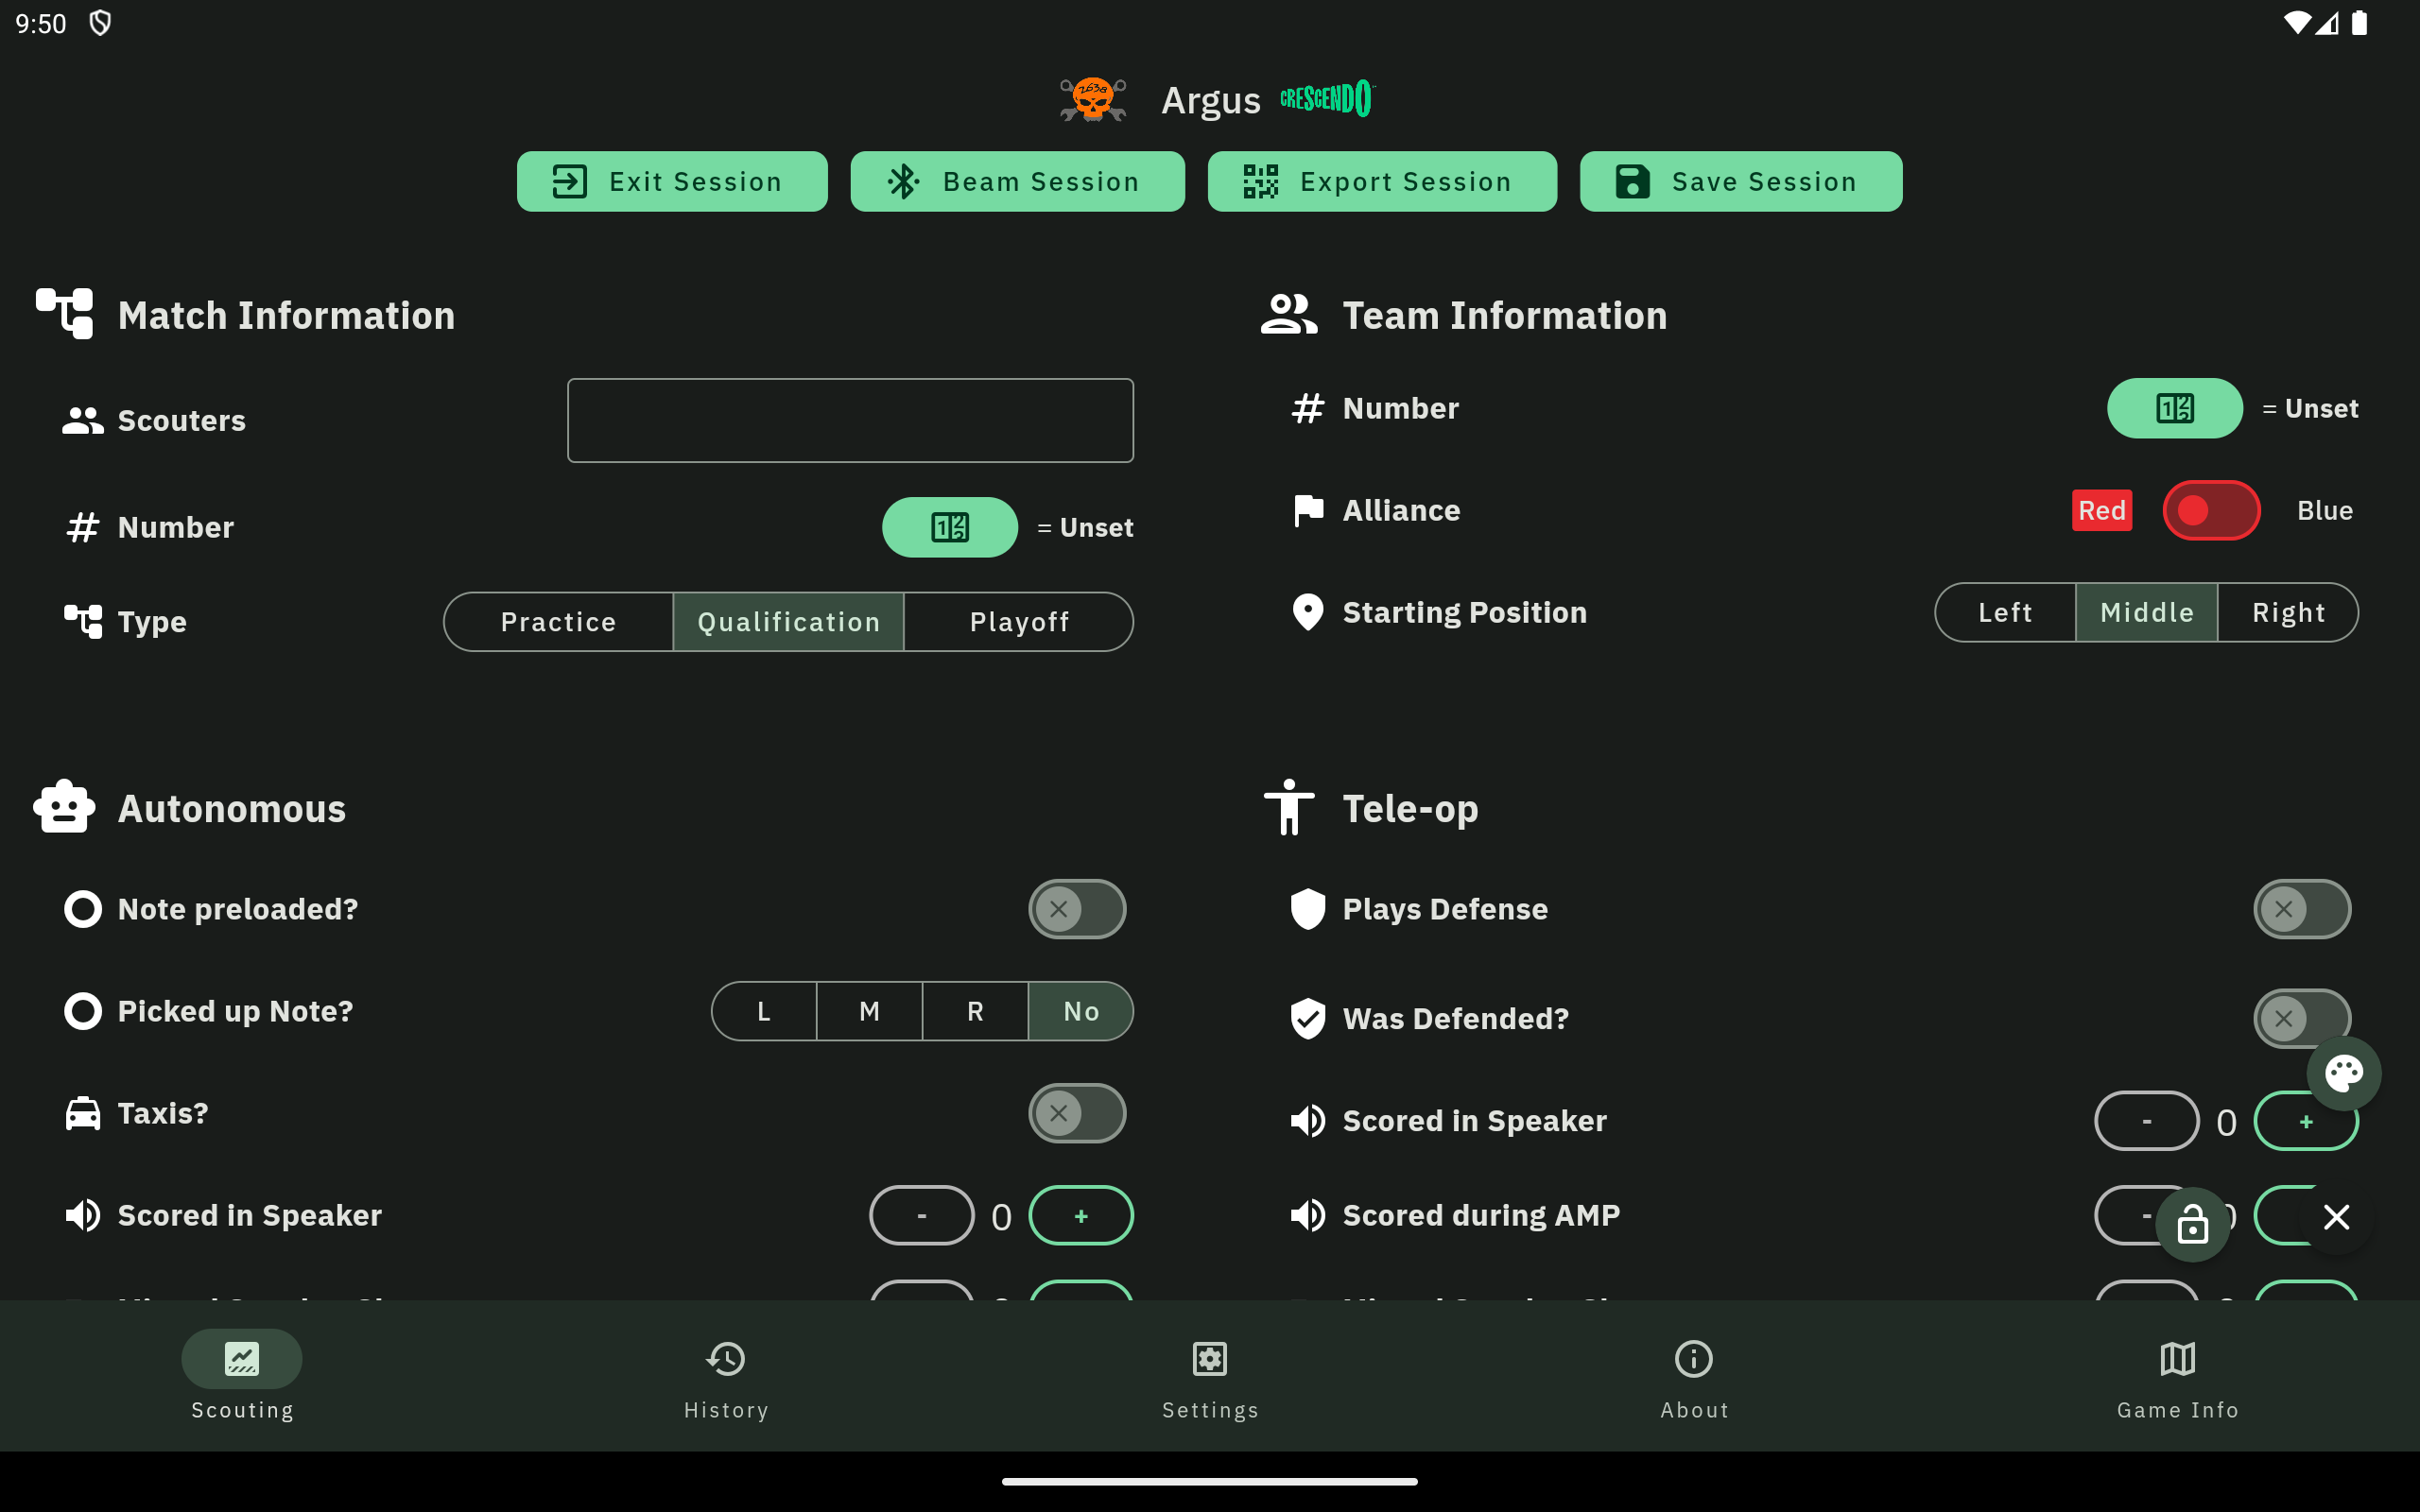 9:50
2638 Argus CRESCENDO
Exit Session Beam Session Export Session Save Session
Match Information
Scouters
Number = Unset
Type Practice Qualification Playoff
Team Information
Number = Unset
Alliance Red Blue
Starting Position Left Middle Right
Autonomous
Note preloaded?
Picked up Note? L M R No
Taxis?
Scored in Speaker - 0 +
Tele-op
Plays Defense
Was Defended?
Scored in Speaker - 0 +
Scored during AMP - 0
Scouting History Settings About Game Info